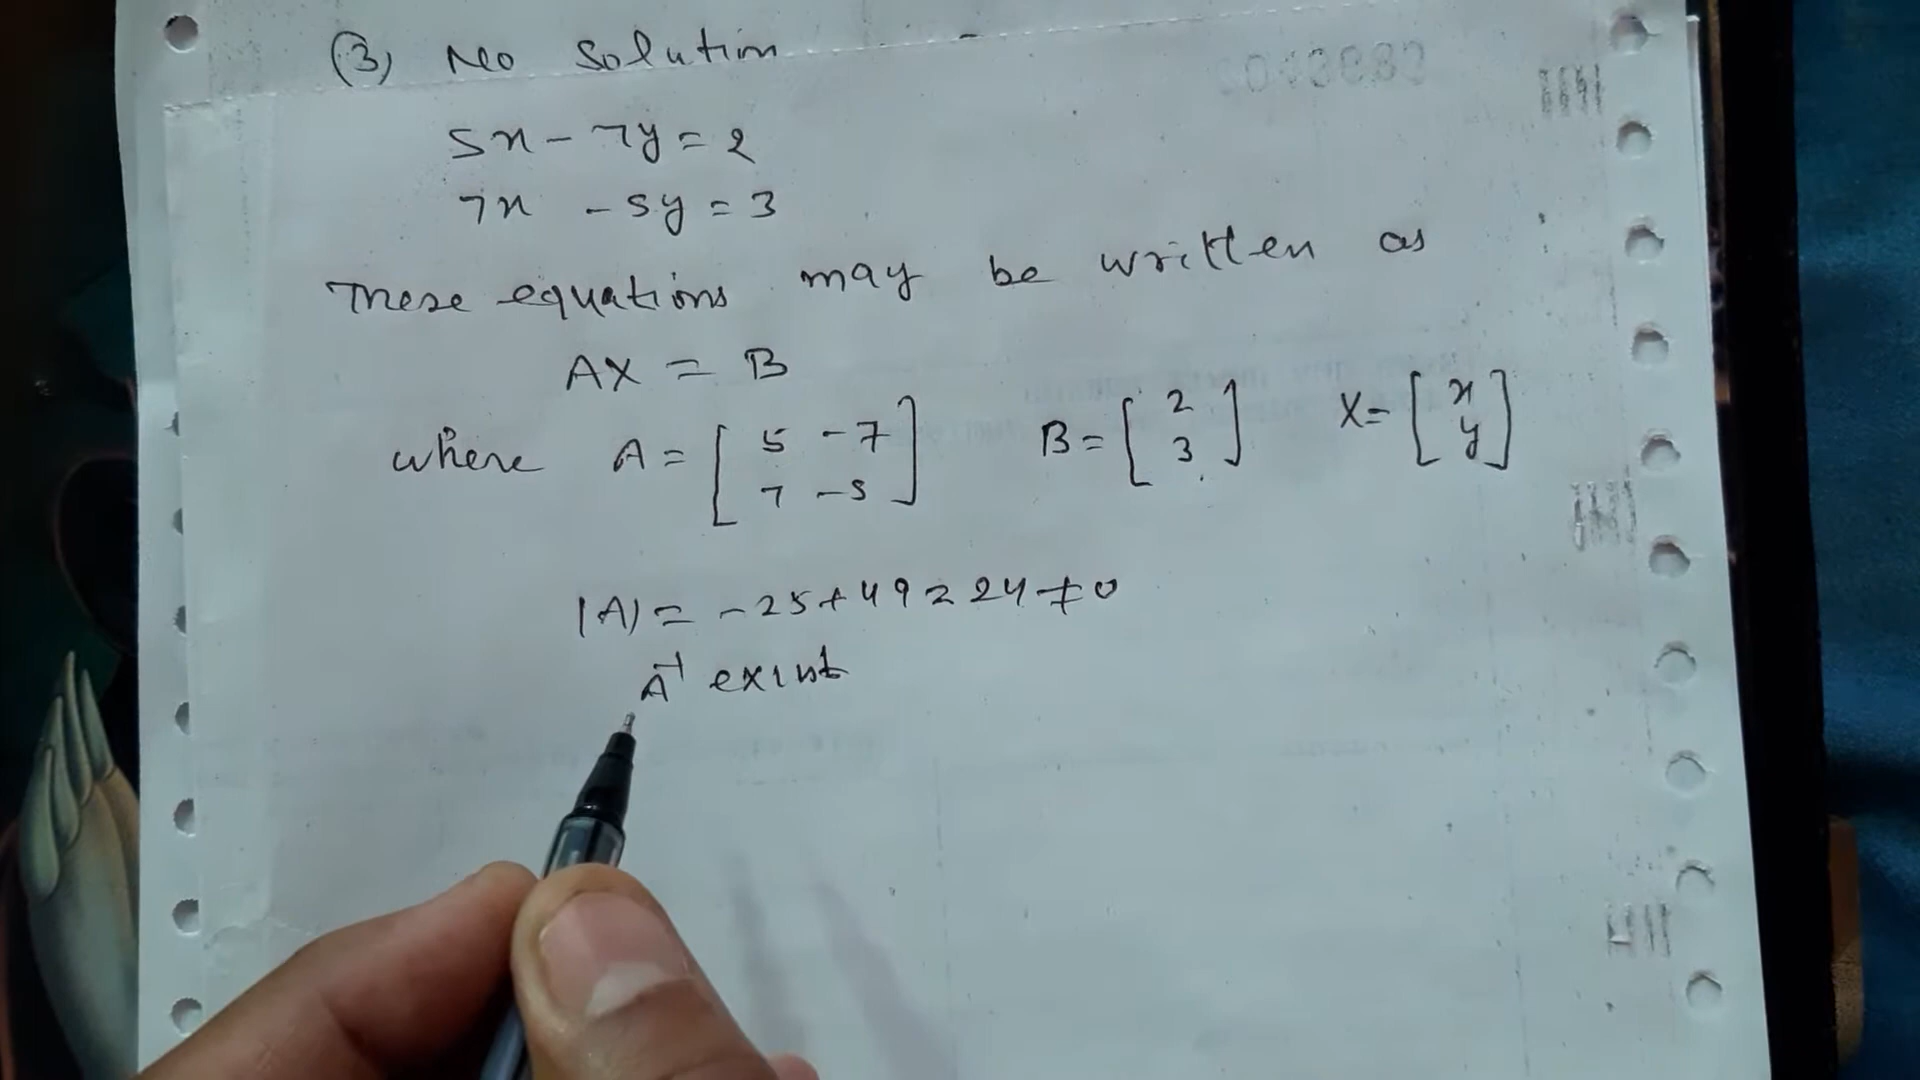 (3) No Solution
5x - 7y = 2
7x - 5y = 3
These equations may be written as
AX = B
where A = [ 5 -7 B = [ 2 X = [ x
7 -5 ] 3 ] y ]
|A| = -25 + 49 = 24 ≠ 0
A⁻¹ exist